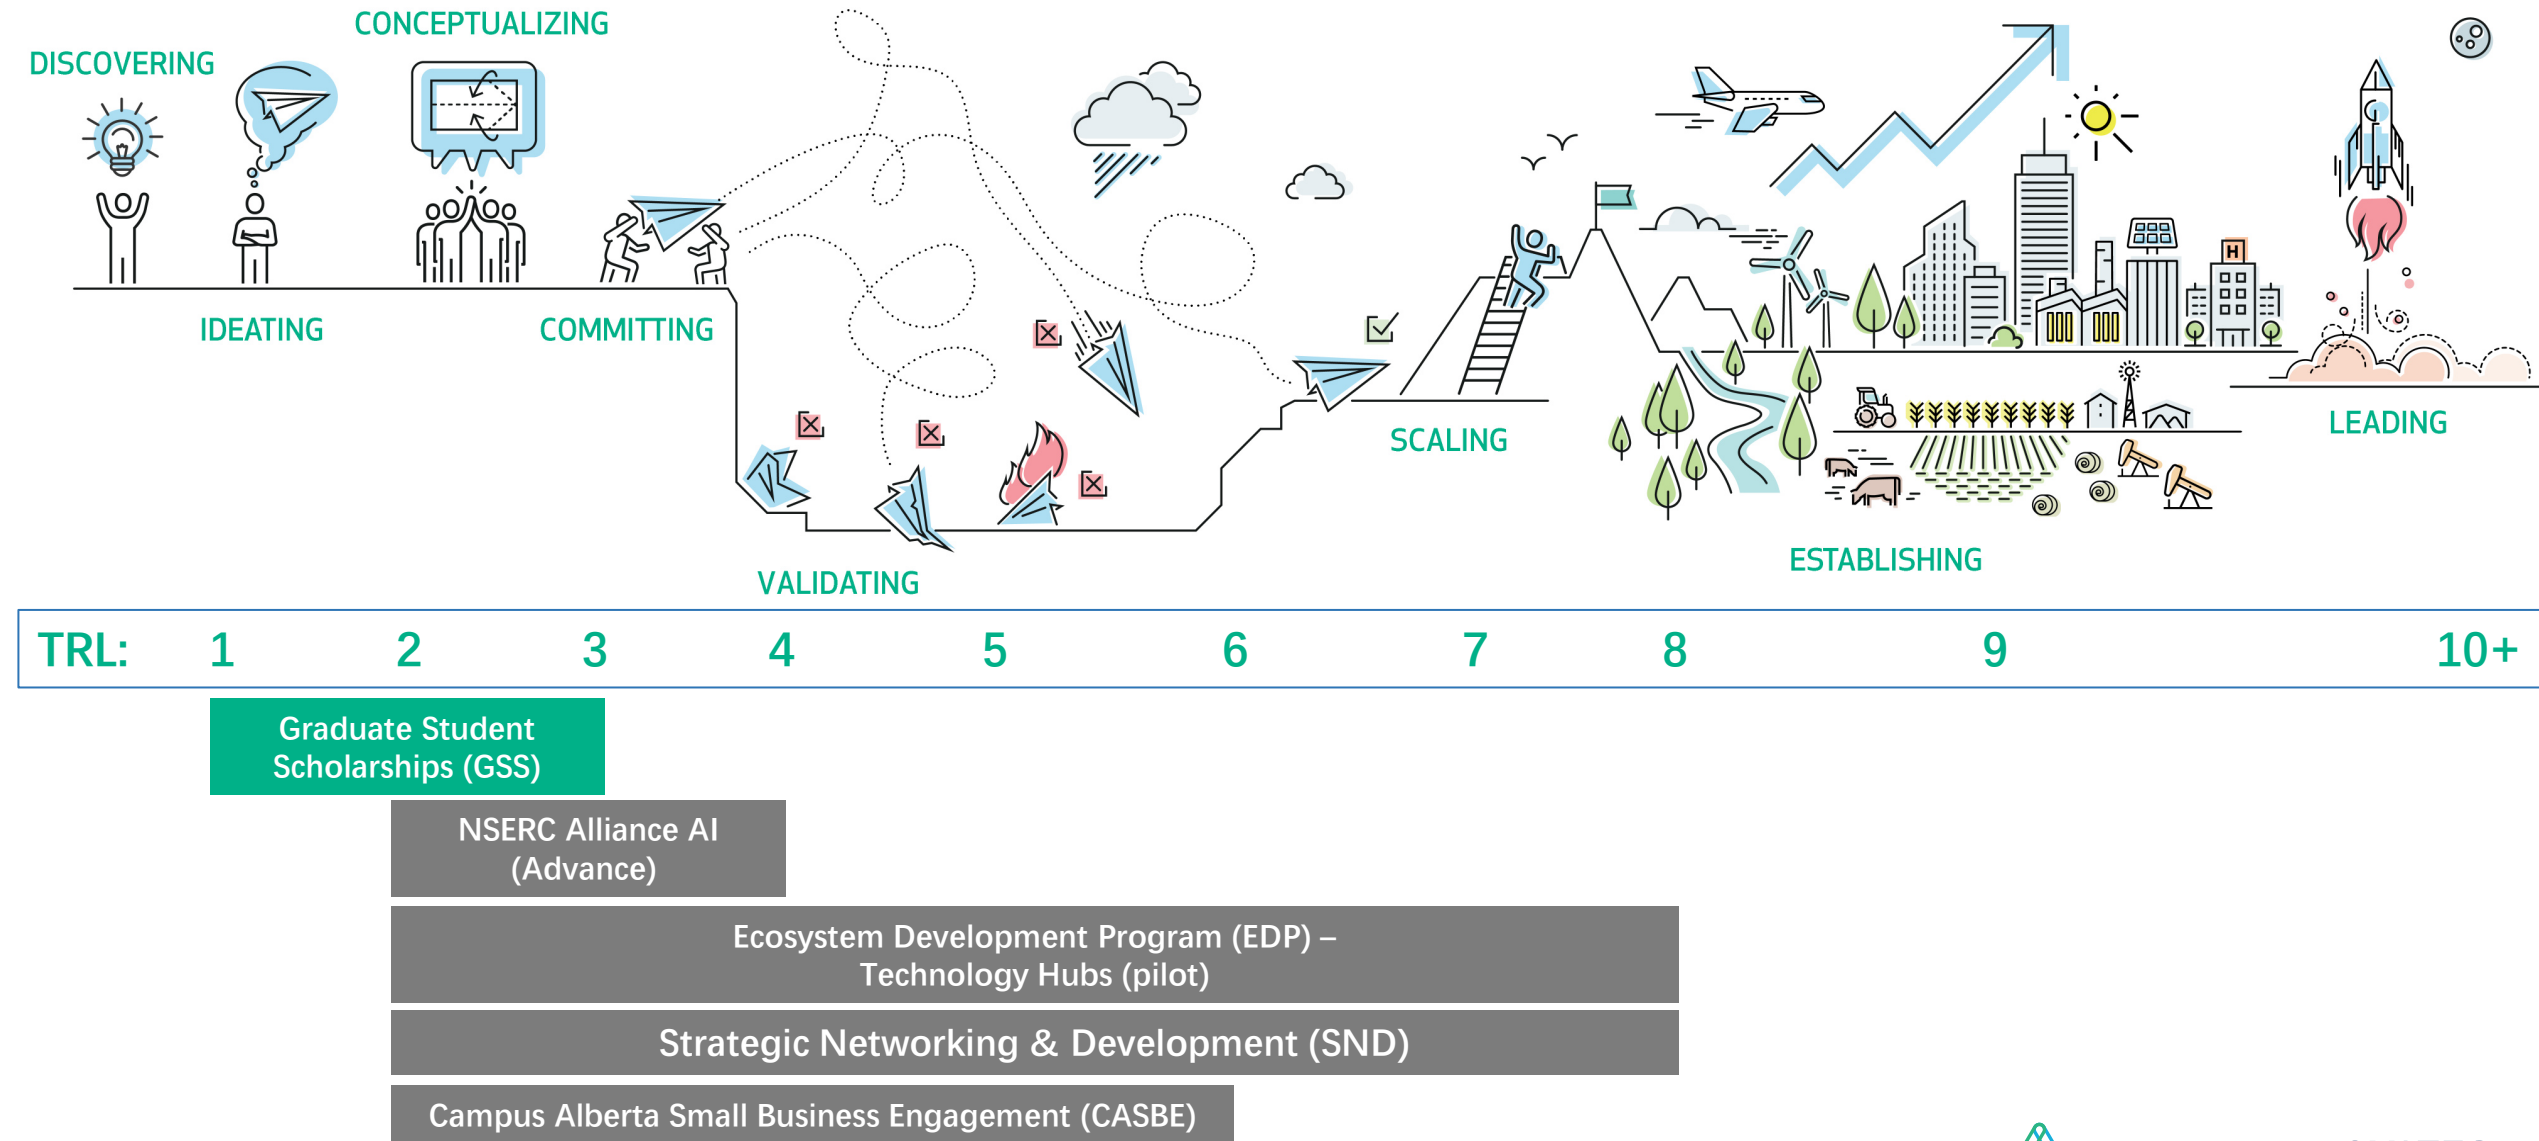 CONCEPTUALIZING
DISCOVERING
H
IDEATING
COMMITTING
SCALING
LEADING
ESTABLISHING
VALIDATING
TRL: 1 2 3 4 5 6 7 8 9 10+
Graduate Student
Scholarships (GSS)
NSERC Alliance AI
(Advance)
Ecosystem Development Program (EDP) –
Technology Hubs (pilot)
Strategic Networking & Development (SND)
Campus Alberta Small Business Engagement (CASBE)